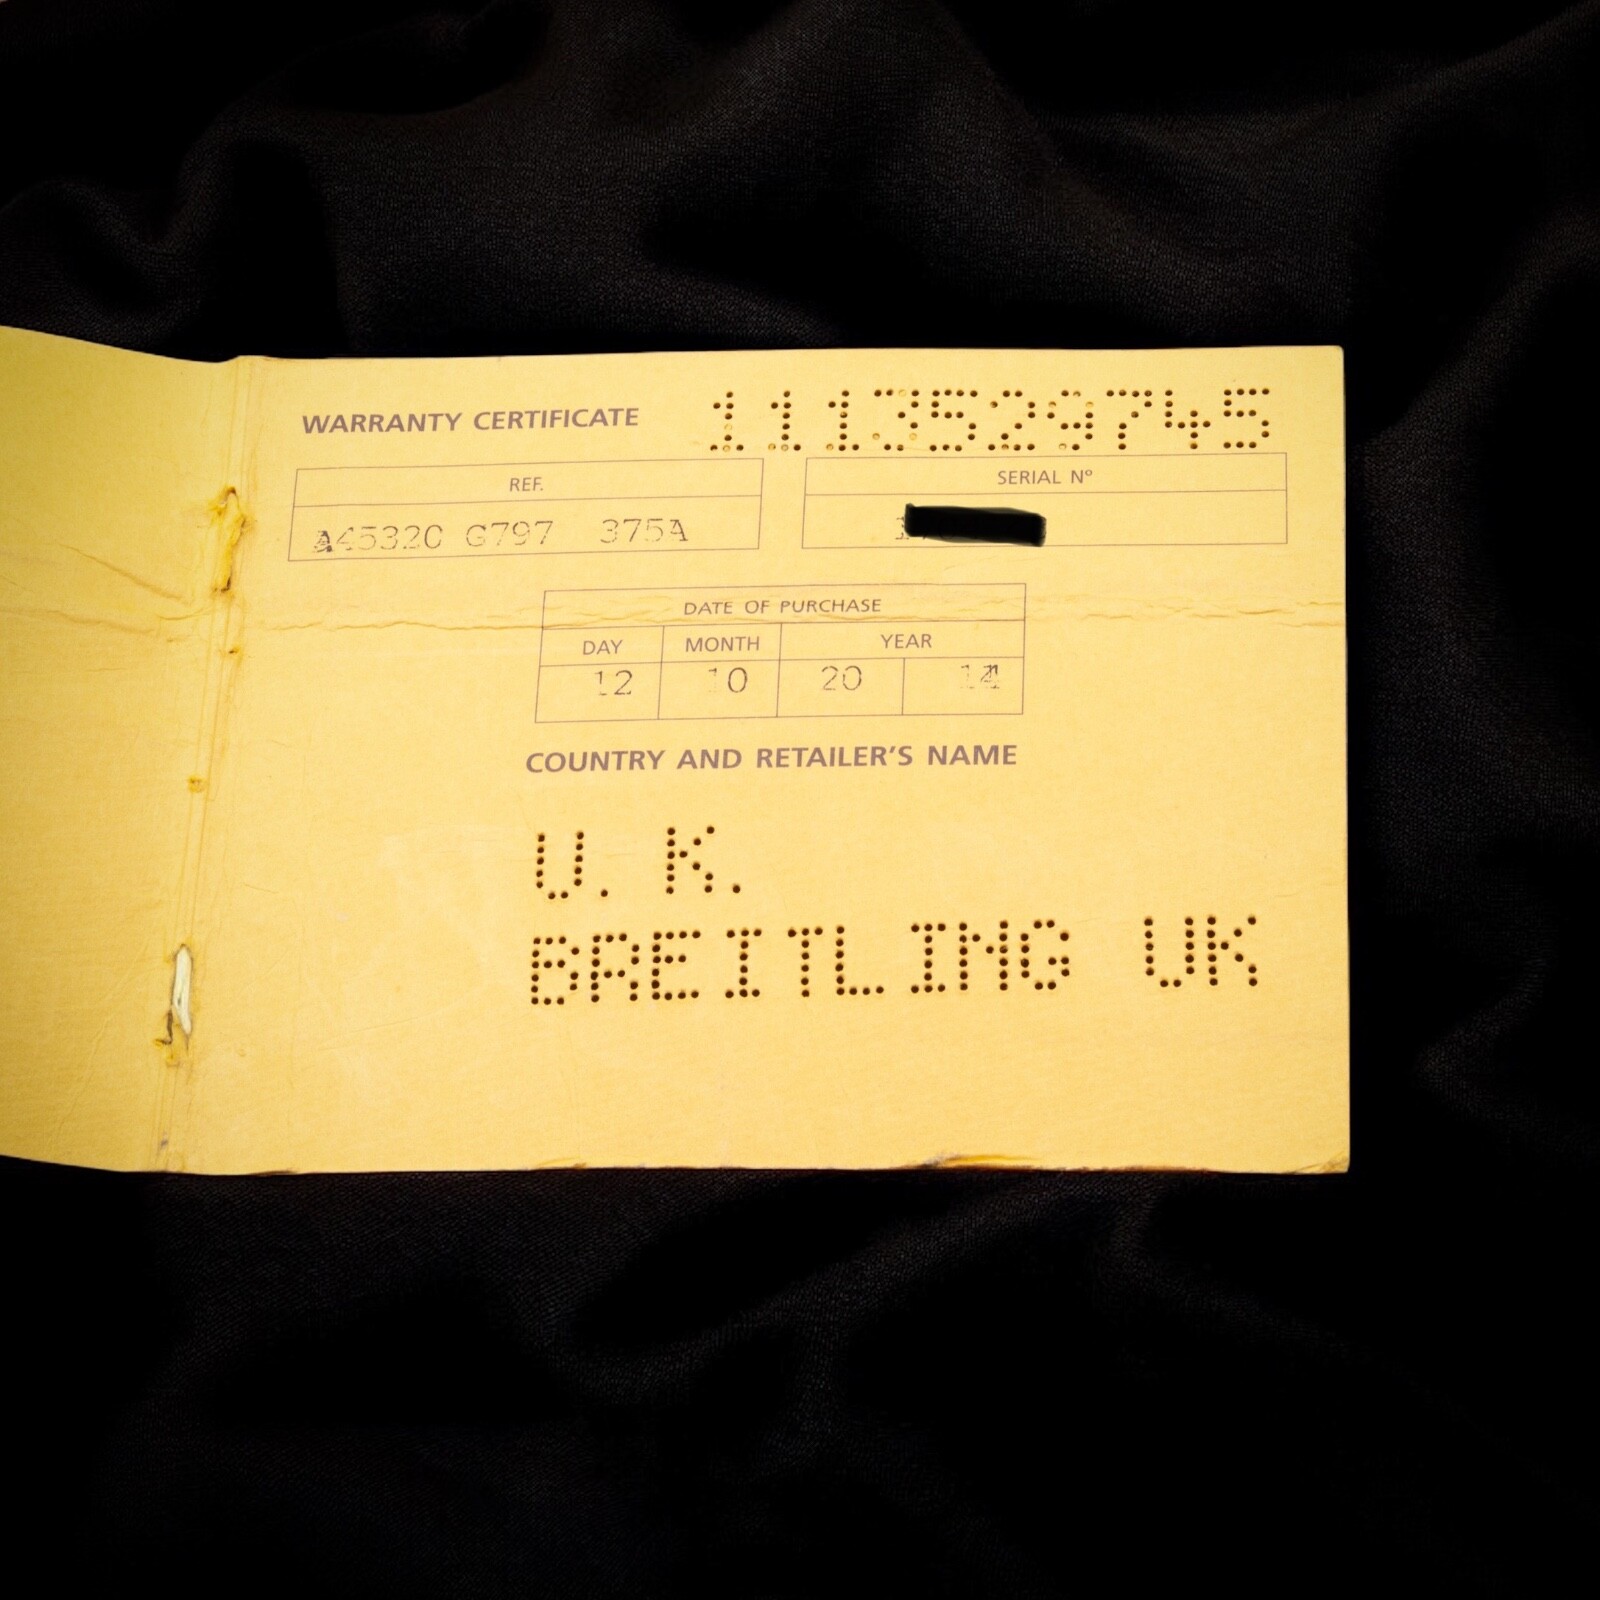 WARRANTY CERTIFICATE 1113529745
REF. SERIAL Nº
A45320 G797 375A
DATE OF PURCHASE
DAY MONTH YEAR
12 10 20 14
COUNTRY AND RETAILER'S NAME
U. K.
BREITLING UK